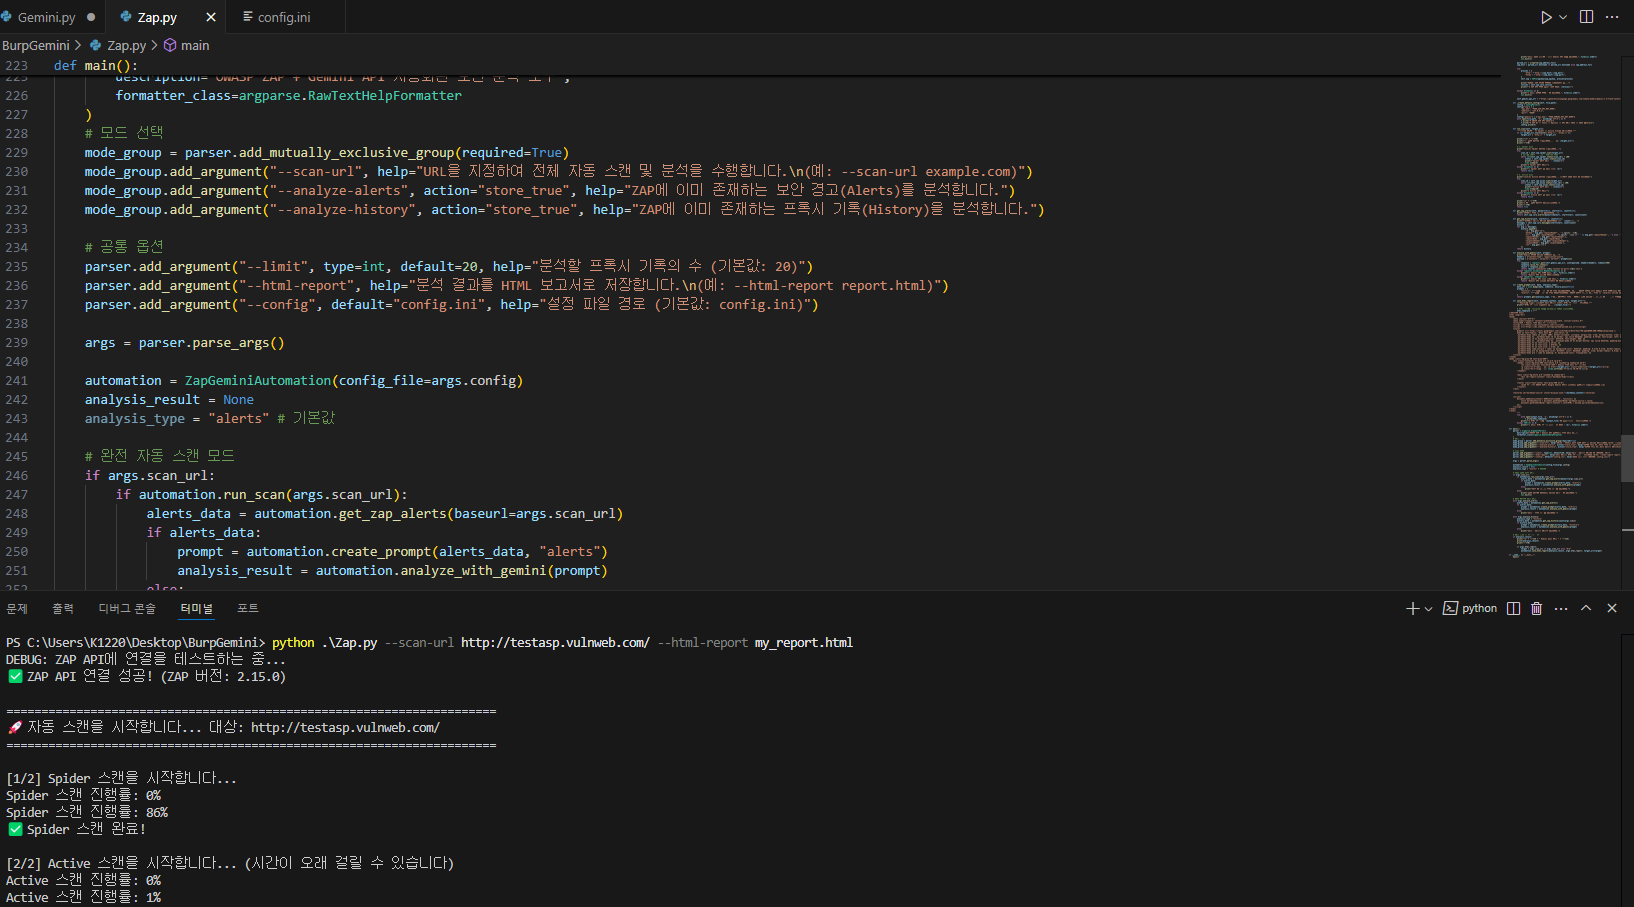 Gemini.py
Zap.py
config.ini
BurpGemini > Zap.py > main
223 def main():
225 description="OWASP ZAP + Gemini API 자동화된 보안 분석 도구",
226 formatter_class=argparse.RawTextHelpFormatter
227 )
228 # 모드 선택
229 mode_group = parser.add_mutually_exclusive_group(required=True)
230 mode_group.add_argument("--scan-url", help="URL을 지정하여 전체 자동 스캔 및 분석을 수행합니다.\n(예: --scan-url example.com)")
231 mode_group.add_argument("--analyze-alerts", action="store_true", help="ZAP에 이미 존재하는 보안 경고(Alerts)를 분석합니다.")
232 mode_group.add_argument("--analyze-history", action="store_true", help="ZAP에 이미 존재하는 프록시 기록(History)을 분석합니다.")
233
234 # 공통 옵션
235 parser.add_argument("--limit", type=int, default=20, help="분석할 프록시 기록의 수 (기본값: 20)")
236 parser.add_argument("--html-report", help="분석 결과를 HTML 보고서로 저장합니다.\n(예: --html-report report.html)")
237 parser.add_argument("--config", default="config.ini", help="설정 파일 경로 (기본값: config.ini)")
238
239 args = parser.parse_args()
240
241 automation = ZapGeminiAutomation(config_file=args.config)
242 analysis_result = None
243 analysis_type = "alerts" # 기본값
244
245 # 완전 자동 스캔 모드
246 if args.scan_url:
247 if automation.run_scan(args.scan_url):
248 alerts_data = automation.get_zap_alerts(baseurl=args.scan_url)
249 if alerts_data:
250 prompt = automation.create_prompt(alerts_data, "alerts")
251 analysis_result = automation.analyze_with_gemini(prompt)
252 else:
문제 출력 디버그 콘솔 터미널 포트
python
PS C:\Users\K1220\Desktop\BurpGemini> python .\Zap.py --scan-url http://testasp.vulnweb.com/ --html-report my_report.html
DEBUG: ZAP API에 연결을 테스트하는 중...
✅ ZAP API 연결 성공! (ZAP 버전: 2.15.0)
======================================================================
🚀 자동 스캔을 시작합니다... 대상: http://testasp.vulnweb.com/
======================================================================
[1/2] Spider 스캔을 시작합니다...
Spider 스캔 진행률: 0%
Spider 스캔 진행률: 86%
✅ Spider 스캔 완료!
[2/2] Active 스캔을 시작합니다... (시간이 오래 걸릴 수 있습니다)
Active 스캔 진행률: 0%
Active 스캔 진행률: 1%